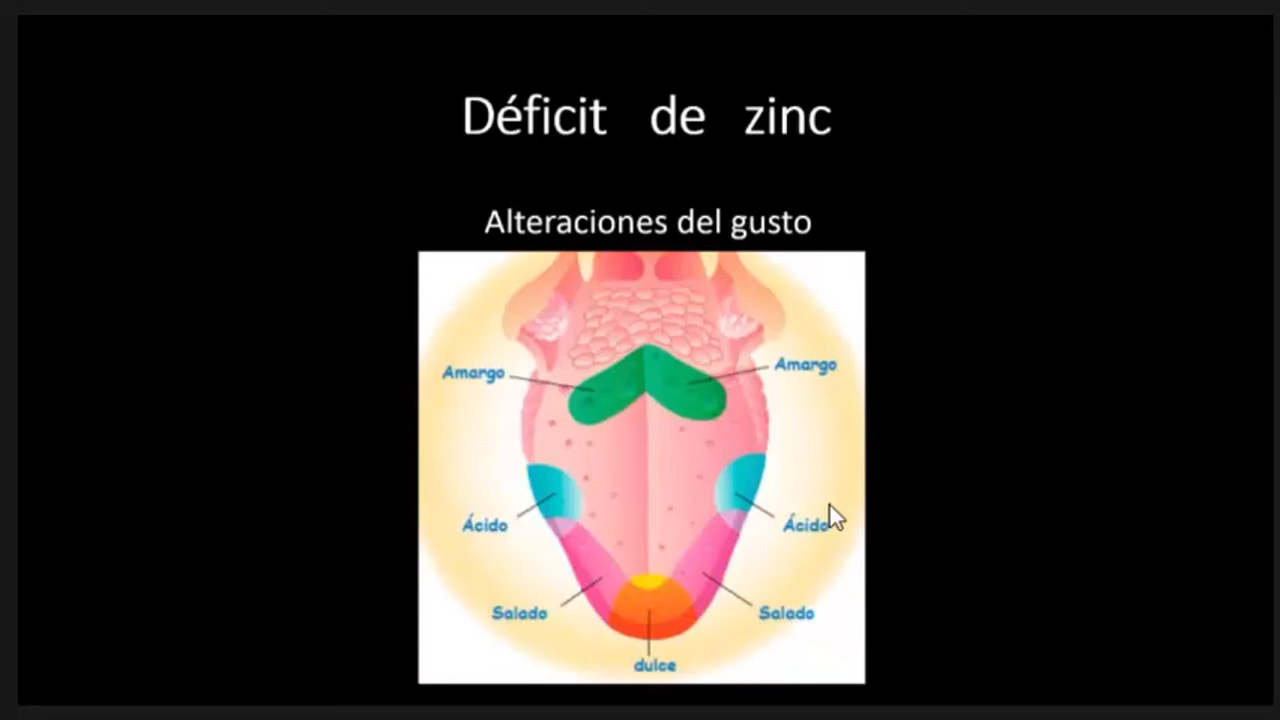 Déficit de zinc
Alteraciones del gusto
Amargo
Amargo
Ácido
Ácido
Salado
Salado
dulce